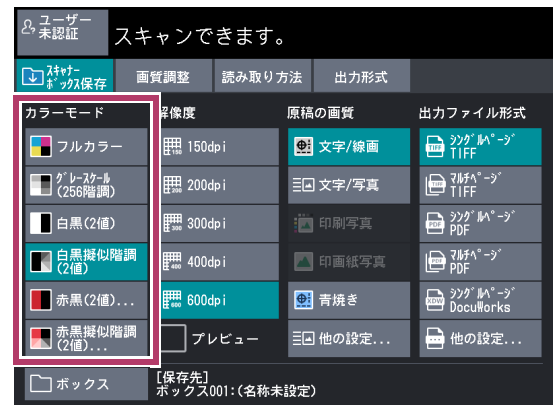 ユーザー
未認証
スキャンできます。
スキャナー
ボックス保存
画質調整
読み取り方法
出力形式
カラーモード
解像度
原稿の画質
出力ファイル形式
フルカラー
150dpi
文字/線画
シングルページ
TIFF
グレースケール
(256階調)
200dpi
文字/写真
マルチページ
TIFF
白黒(2値)
300dpi
印刷写真
シングルページ
PDF
白黒擬似階調
(2値)
400dpi
印画紙写真
マルチページ
PDF
赤黒(2値)...
600dpi
青焼き
シングルページ
DocuWorks
赤黒擬似階調
(2値)...
プレビュー
他の設定...
他の設定...
ボックス
[保存先]
ボックス001:(名称未設定)